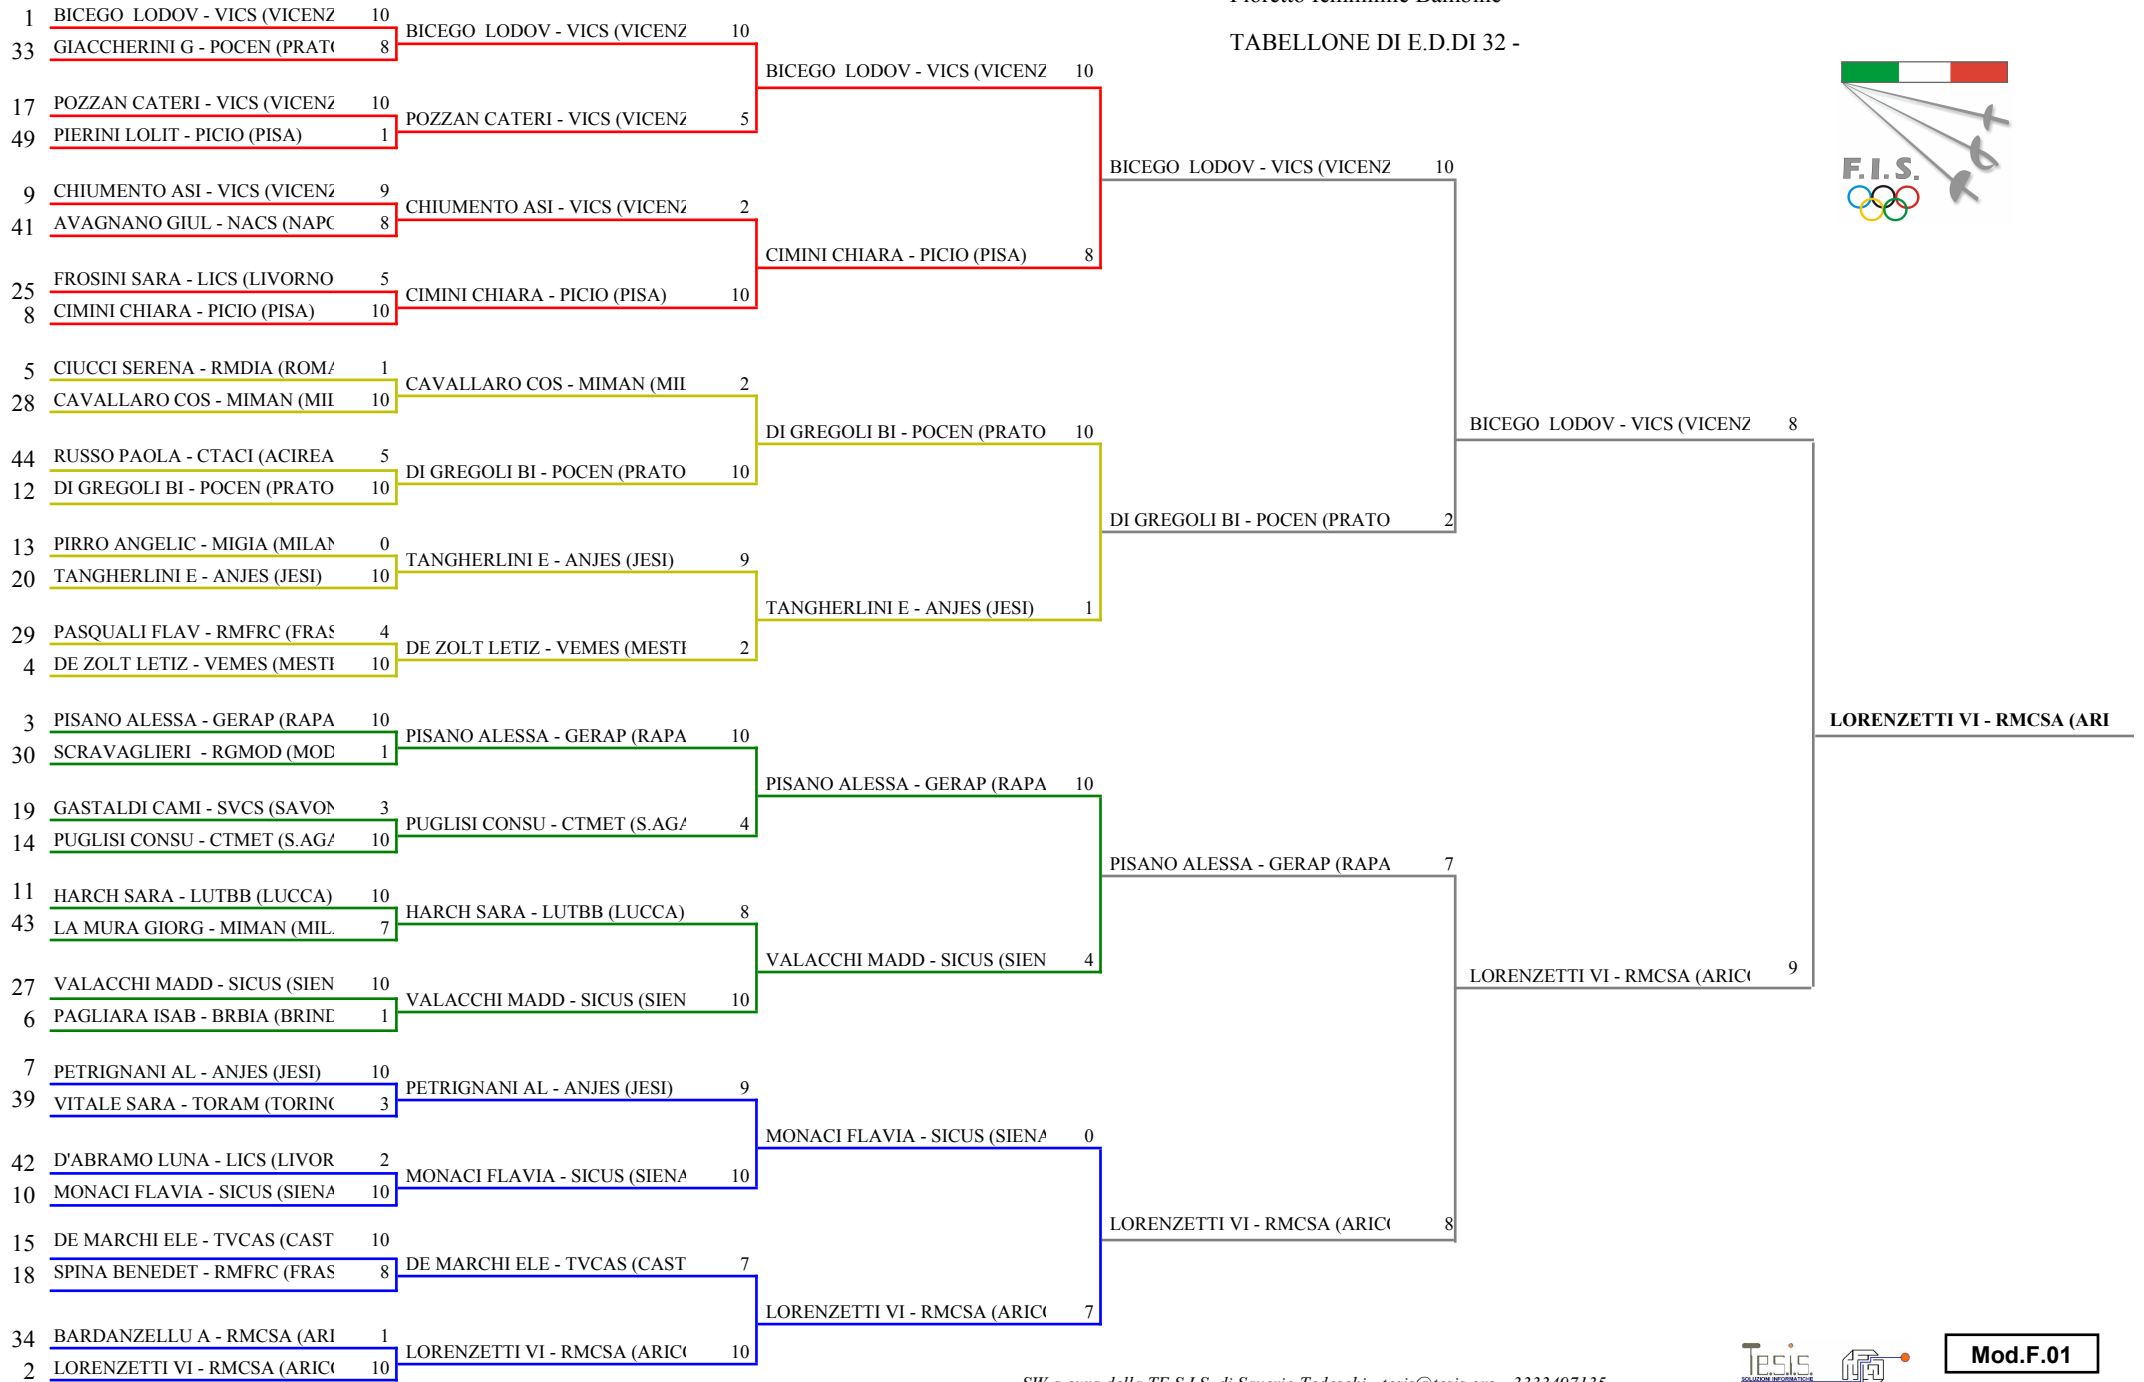 TABELLONE DI E.D.DI 32 -
F.I.S.
1 BICEGO LODOV - VICS (VICENZ 10
33 GIACCHERINI G - POCEN (PRAT 8
17 POZZAN CATERI - VICS (VICENZ 10
49 PIERINI LOLIT - PICIO (PISA) 1
9 CHIUMENTO ASI - VICS (VICENZ 9
41 AVAGNANO GIUL - NACS (NAPO 8
25 FROSINI SARA - LICS (LIVORNO 5
8 CIMINI CHIARA - PICIO (PISA) 10
5 CIUCCI SERENA - RMDIA (ROMA 1
28 CAVALLARO COS - MIMAN (MIL 10
44 RUSSO PAOLA - CTACI (ACIREA 5
12 DI GREGOLI BI - POCEN (PRATO 10
13 PIRRO ANGELIC - MIGIA (MILAN 0
20 TANGHERLINI E - ANJES (JESI) 10
29 PASQUALI FLAV - RMFRC (FRAS 4
4 DE ZOLT LETIZ - VEMES (MESTR 10
3 PISANO ALESSA - GERAP (RAPA 10
30 SCRAVAGLIERI - RGMOD (MOD 1
19 GASTALDI CAMI - SVCS (SAVON 3
14 PUGLISI CONSU - CTMET (S.AGA 10
11 HARCH SARA - LUTBB (LUCCA) 10
43 LA MURA GIORG - MIMAN (MIL 7
27 VALACCHI MADD - SICUS (SIEN 10
6 PAGLIARA ISAB - BRBIA (BRIND 1
7 PETRIGNANI AL - ANJES (JESI) 10
39 VITALE SARA - TORAM (TORINO 3
42 D'ABRAMO LUNA - LICS (LIVOR 2
10 MONACI FLAVIA - SICUS (SIENA 10
15 DE MARCHI ELE - TVCAS (CAST 10
18 SPINA BENEDET - RMFRC (FRAS 8
34 BARDANZELLU A - RMCSA (ARI 1
2 LORENZETTI VI - RMCSA (ARICC 10
BICEGO LODOV - VICS (VICENZ 10
POZZAN CATERI - VICS (VICENZ 5
CHIUMENTO ASI - VICS (VICENZ 2
CIMINI CHIARA - PICIO (PISA) 10
CAVALLARO COS - MIMAN (MIL 2
DI GREGOLI BI - POCEN (PRATO 10
TANGHERLINI E - ANJES (JESI) 9
DE ZOLT LETIZ - VEMES (MESTR 2
PISANO ALESSA - GERAP (RAPA 10
PUGLISI CONSU - CTMET (S.AGA 4
HARCH SARA - LUTBB (LUCCA) 8
VALACCHI MADD - SICUS (SIEN 10
PETRIGNANI AL - ANJES (JESI) 9
MONACI FLAVIA - SICUS (SIENA 10
DE MARCHI ELE - TVCAS (CAST 7
LORENZETTI VI - RMCSA (ARICC 10
BICEGO LODOV - VICS (VICENZ 10
CIMINI CHIARA - PICIO (PISA) 8
DI GREGOLI BI - POCEN (PRATO 10
TANGHERLINI E - ANJES (JESI) 1
PISANO ALESSA - GERAP (RAPA 10
VALACCHI MADD - SICUS (SIEN 4
MONACI FLAVIA - SICUS (SIENA 0
LORENZETTI VI - RMCSA (ARICC 7
BICEGO LODOV - VICS (VICENZ 10
DI GREGOLI BI - POCEN (PRATO 2
PISANO ALESSA - GERAP (RAPA 7
LORENZETTI VI - RMCSA (ARICC 8
BICEGO LODOV - VICS (VICENZ 8
LORENZETTI VI - RMCSA (ARICC 9
LORENZETTI VI - RMCSA (ARI
Tesis.
SOLUZIONI INFORMATICHE
Mod.F.01